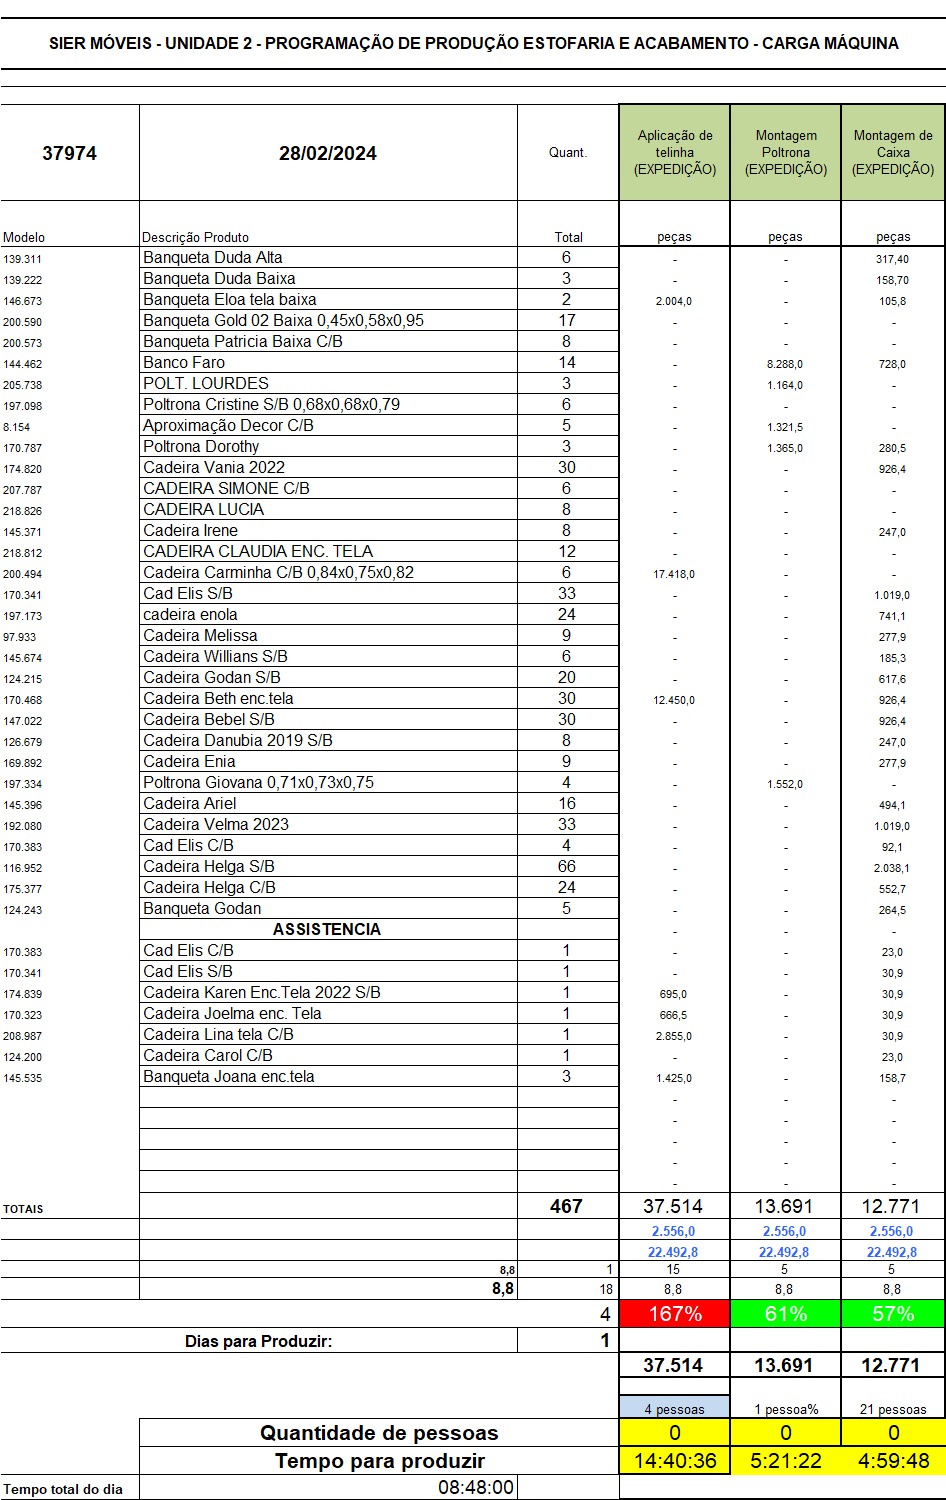 SIER MÓVEIS - UNIDADE 2 - PROGRAMAÇÃO DE PRODUÇÃO ESTOFARIA E ACABAMENTO - CARGA MÁQUINA
37974 28/02/2024 Quant. Aplicação de telinha (EXPEDIÇÃO) Montagem Poltrona (EXPEDIÇÃO) Montagem de Caixa (EXPEDIÇÃO)
Modelo Descrição Produto Total peças peças peças
139.311 Banqueta Duda Alta 6 - - 317,40
139.222 Banqueta Duda Baixa 3 - - 158,70
146.673 Banqueta Eloa tela baixa 2 2.004,0 - 105,8
200.590 Banqueta Gold 02 Baixa 0,45x0,58x0,95 17 - - -
200.573 Banqueta Patricia Baixa C/B 8 - - -
144.462 Banco Faro 14 - 8.288,0 728,0
205.738 POLT. LOURDES 3 - 1.164,0 -
197.098 Poltrona Cristine S/B 0,68x0,68x0,79 6 - - -
8.154 Aproximação Decor C/B 5 - 1.321,5 -
170.787 Poltrona Dorothy 3 - 1.365,0 280,5
174.820 Cadeira Vania 2022 30 - - 926,4
207.787 CADEIRA SIMONE C/B 6 - - -
218.826 CADEIRA LUCIA 8 - - -
145.371 Cadeira Irene 8 - - 247,0
218.812 CADEIRA CLAUDIA ENC. TELA 12 - - -
200.494 Cadeira Carminha C/B 0,84x0,75x0,82 6 17.418,0 - -
170.341 Cad Elis S/B 33 - - 1.019,0
197.173 cadeira enola 24 - - 741,1
97.933 Cadeira Melissa 9 - - 277,9
145.674 Cadeira Willians S/B 6 - - 185,3
124.215 Cadeira Godan S/B 20 - - 617,6
170.468 Cadeira Beth enc.tela 30 12.450,0 - 926,4
147.022 Cadeira Bebel S/B 30 - - 926,4
126.679 Cadeira Danubia 2019 S/B 8 - - 247,0
169.892 Cadeira Enia 9 - - 277,9
197.334 Poltrona Giovana 0,71x0,73x0,75 4 - 1.552,0 -
145.396 Cadeira Ariel 16 - - 494,1
192.080 Cadeira Velma 2023 33 - - 1.019,0
170.383 Cad Elis C/B 4 - - 92,1
116.952 Cadeira Helga S/B 66 - - 2.038,1
175.377 Cadeira Helga C/B 24 - - 552,7
124.243 Banqueta Godan 5 - - 264,5
ASSISTENCIA - - -
170.383 Cad Elis C/B 1 - - 23,0
170.341 Cad Elis S/B 1 - - 30,9
174.839 Cadeira Karen Enc.Tela 2022 S/B 1 695,0 - 30,9
170.323 Cadeira Joelma enc. Tela 1 666,5 - 30,9
208.987 Cadeira Lina tela C/B 1 2.855,0 - 30,9
124.200 Cadeira Carol C/B 1 - - 23,0
145.535 Banqueta Joana enc.tela 3 1.425,0 - 158,7
- - -
- - -
- - -
- - -
- - -
TOTAIS 467 37.514 13.691 12.771
2.556,0 2.556,0 2.556,0
22.492,8 22.492,8 22.492,8
8,8 1 15 5 5
8,8 18 8,8 8,8 8,8
4 167% 61% 57%
Dias para Produzir: 1
37.514 13.691 12.771
4 pessoas 1 pessoa% 21 pessoas
Quantidade de pessoas 0 0 0
Tempo para produzir 14:40:36 5:21:22 4:59:48
Tempo total do dia 08:48:00